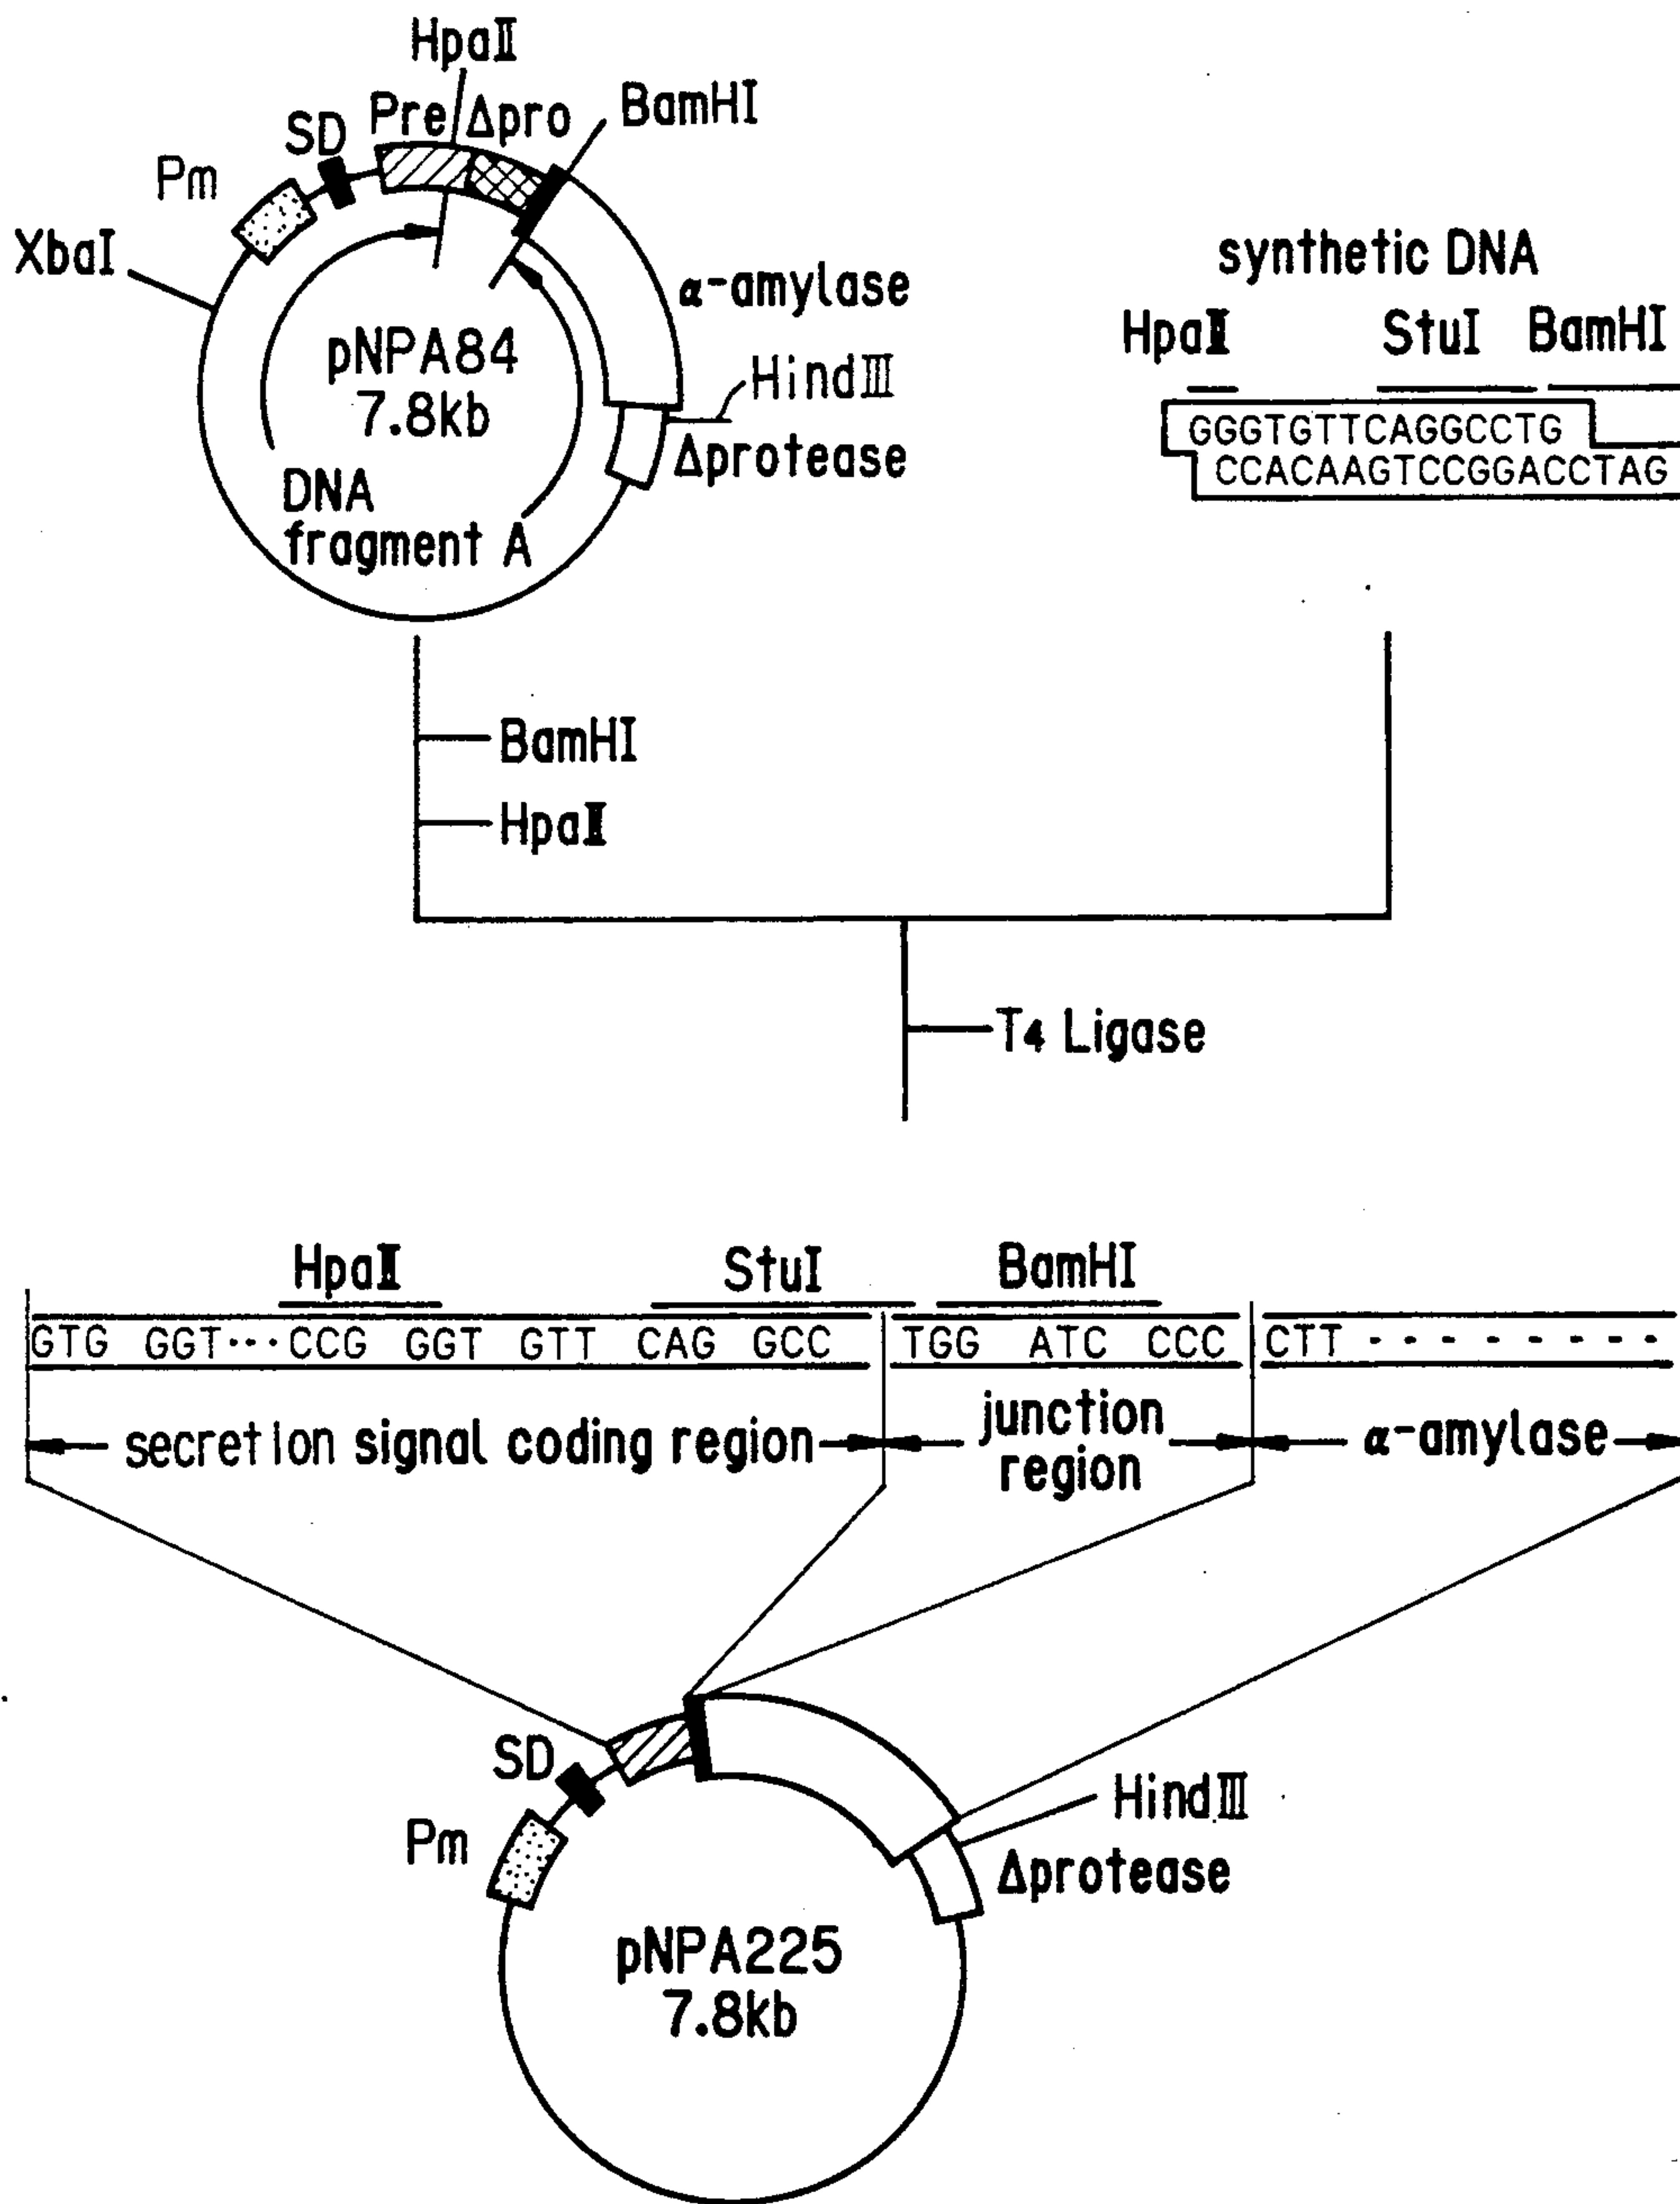 HpaII
Pre Δpro
BamHI
SD
Pm
XbaI
α-amylase
pNPA84
7.8kb
HindIII
Δprotease
DNA
fragment A
synthetic DNA
HpaII StuI BamHI
GGGTGTTCAGGCCTG
CCACAAGTCCGGACCTAG
BamHI
HpaII
T4 Ligase
HpaII StuI BamHI
GTG GGT···CCG GGT GTT CAG GCC TGG ATC CCC CTT - - - - - - - -
secretion signal coding region
junction
region
α-amylase
SD
Pm
HindIII
Δprotease
pNPA225
7.8kb